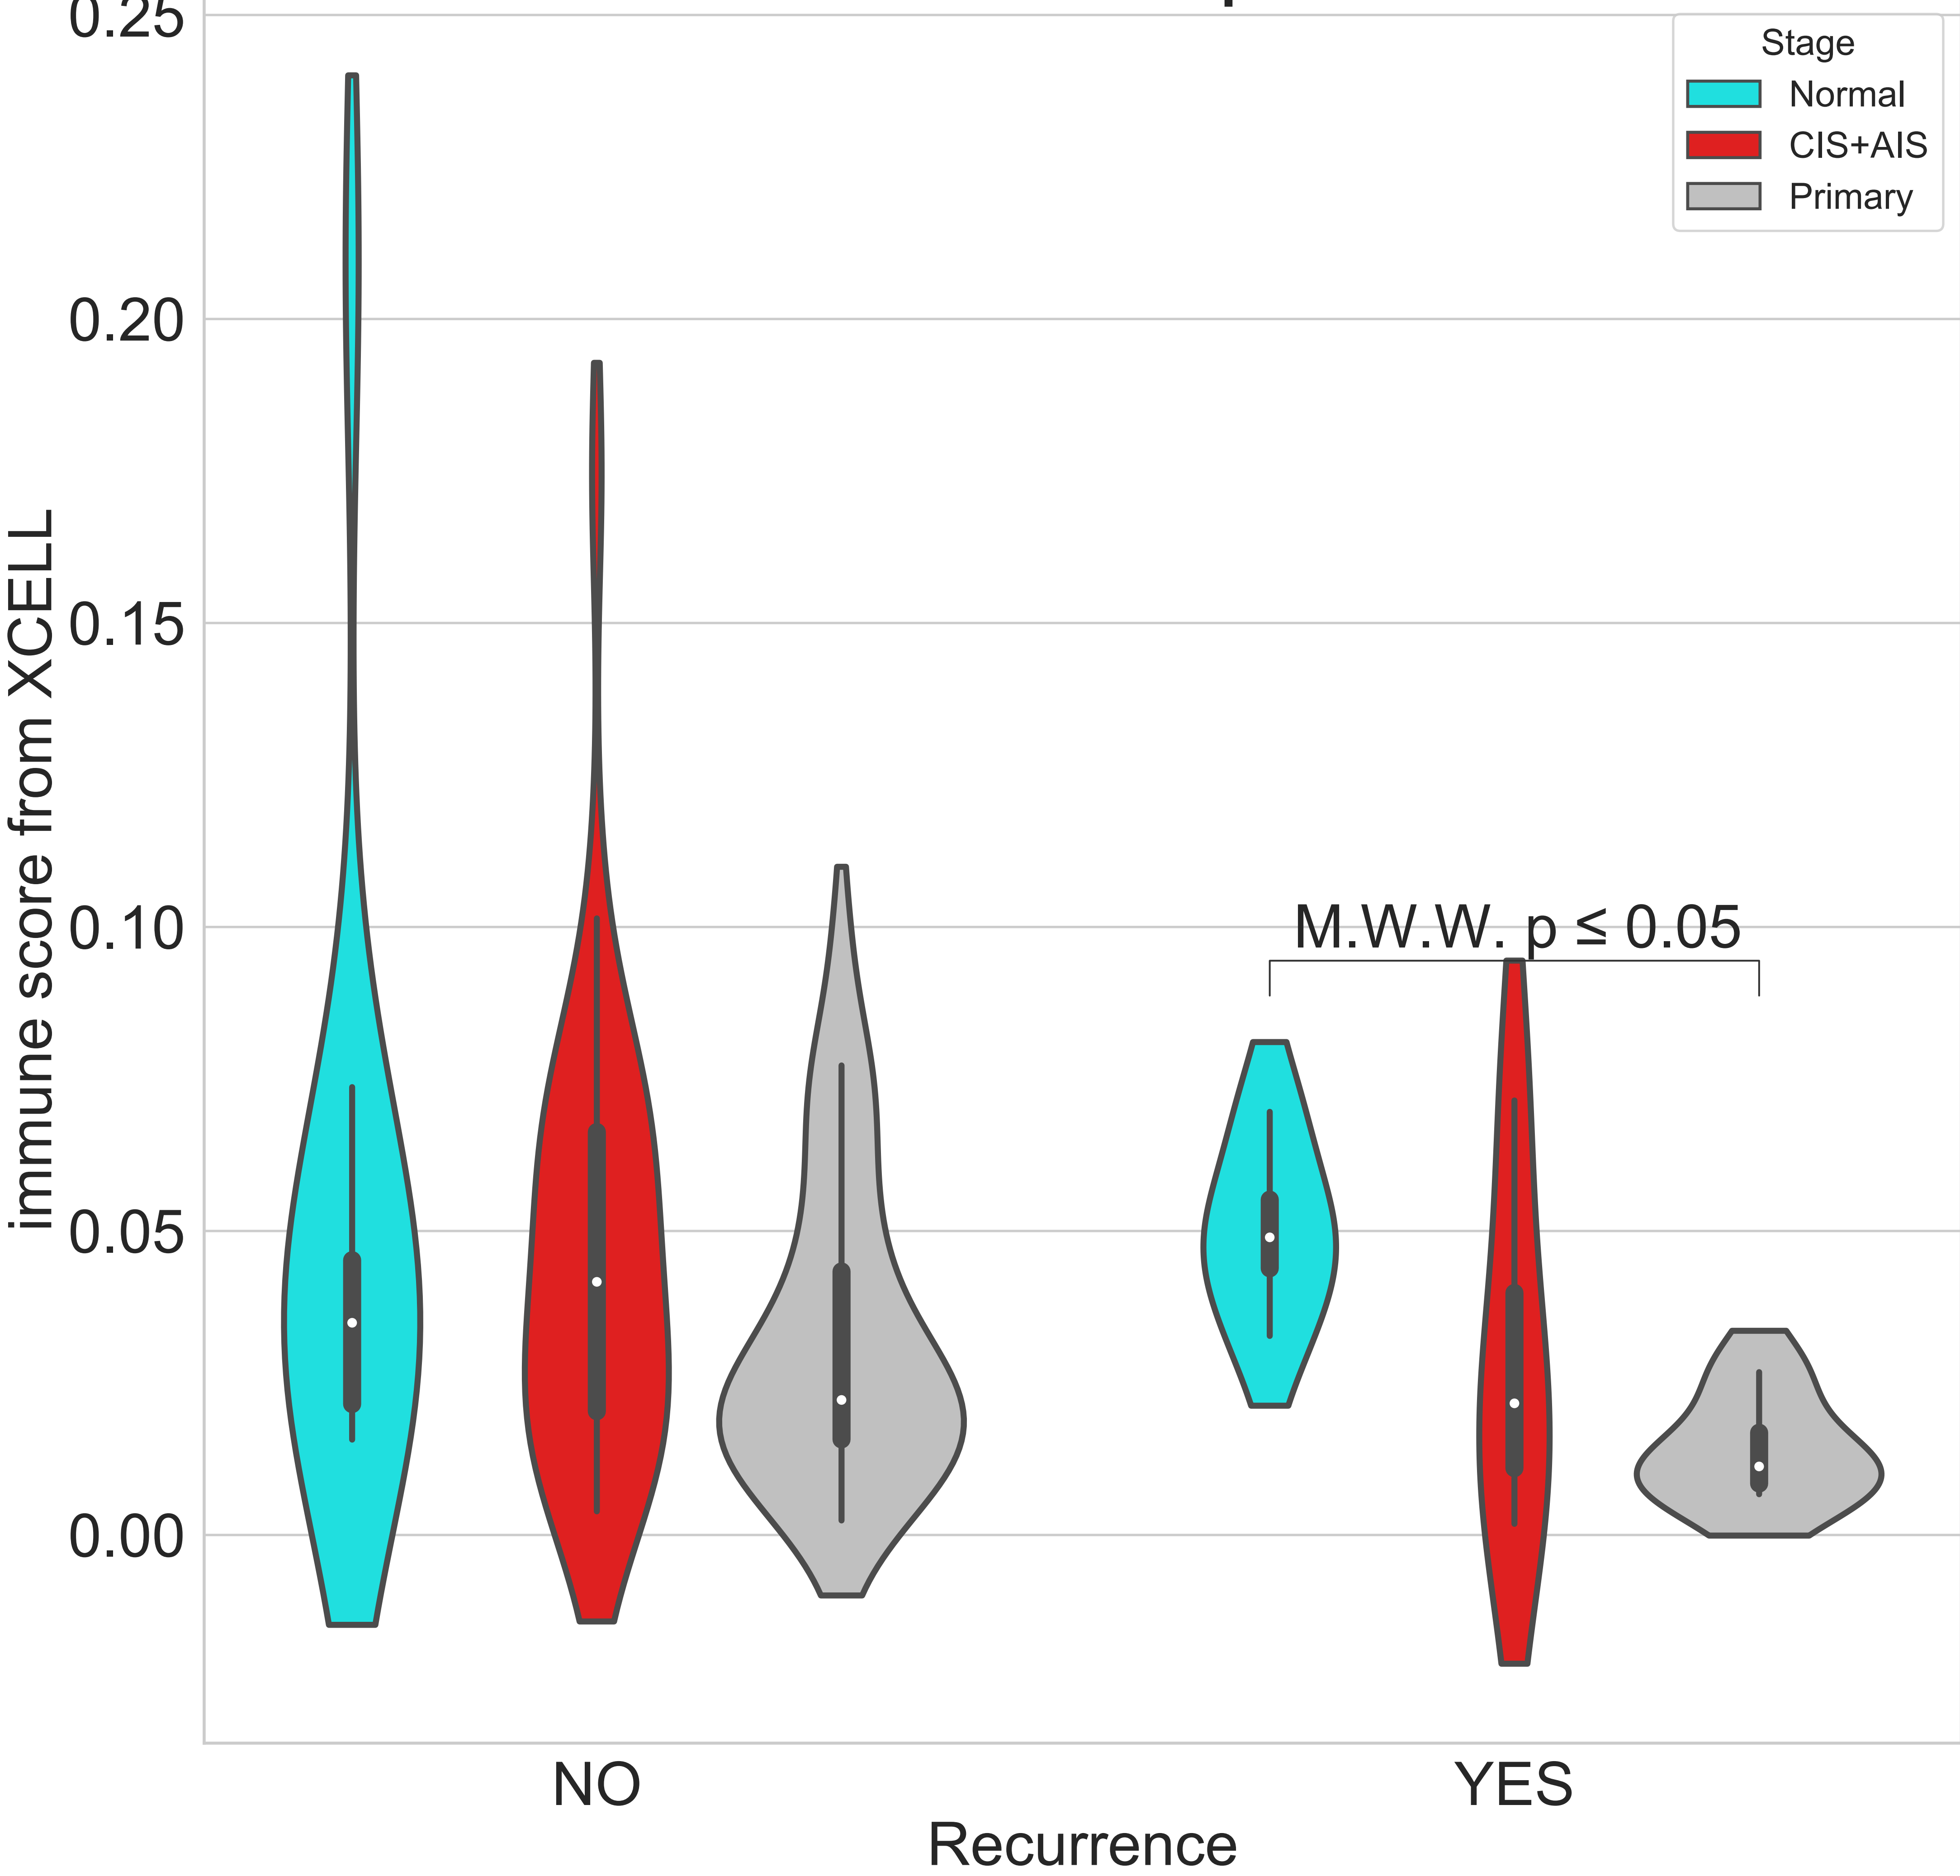 0.25
0.20
0.15
0.10
0.05
0.00
immune score from XCELL
Stage
Normal
CIS+AIS
Primary
M.W.W. p ≤ 0.05
NO
YES
Recurrence